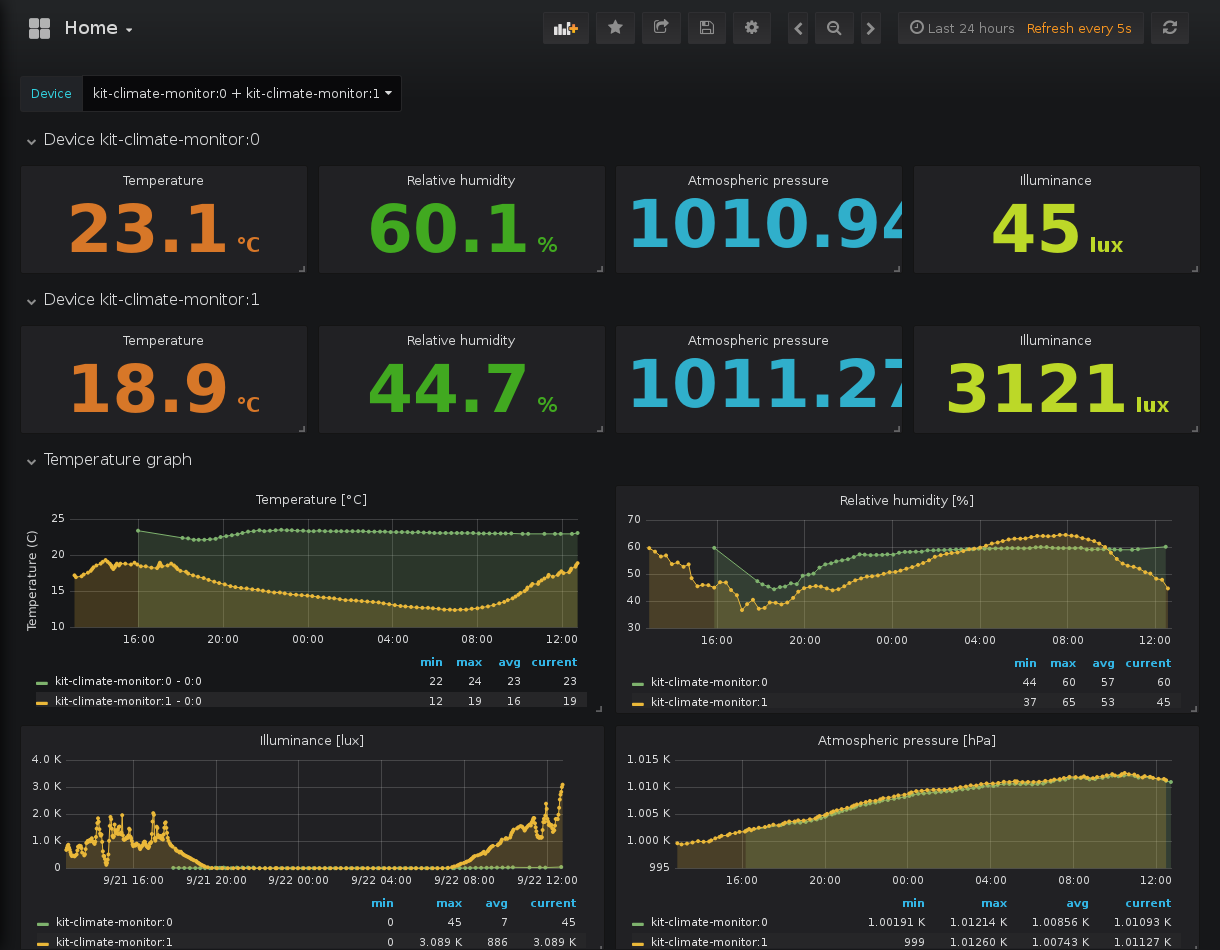 Home
Last 24 hours Refresh every 5s
Device kit-climate-monitor:0 + kit-climate-monitor:1
Device kit-climate-monitor:0
Temperature Relative humidity Atmospheric pressure Illuminance
23.1 °C 60.1 % 1010.94 45 lux
Device kit-climate-monitor:1
Temperature Relative humidity Atmospheric pressure Illuminance
18.9 °C 44.7 % 1011.27 3121 lux
Temperature graph
Temperature [°C]
Temperature (C)
25
20
15
10
16:00 20:00 00:00 04:00 08:00 12:00
min max avg current
kit-climate-monitor:0 - 0:0 22 24 23 23
kit-climate-monitor:1 - 0:0 12 19 16 19
Relative humidity [%]
70
60
50
40
30
16:00 20:00 00:00 04:00 08:00 12:00
min max avg current
kit-climate-monitor:0 44 60 57 60
kit-climate-monitor:1 37 65 53 45
Illuminance [lux]
4.0 K
3.0 K
2.0 K
1.0 K
0
9/21 16:00 9/21 20:00 9/22 00:00 9/22 04:00 9/22 08:00 9/22 12:00
min max avg current
kit-climate-monitor:0 0 45 7 45
kit-climate-monitor:1 0 3.089 K 886 3.089 K
Atmospheric pressure [hPa]
1.015 K
1.010 K
1.005 K
1.000 K
995
16:00 20:00 00:00 04:00 08:00 12:00
min max avg current
kit-climate-monitor:0 1.00191 K 1.01214 K 1.00856 K 1.01093 K
kit-climate-monitor:1 999 1.01260 K 1.00743 K 1.01127 K